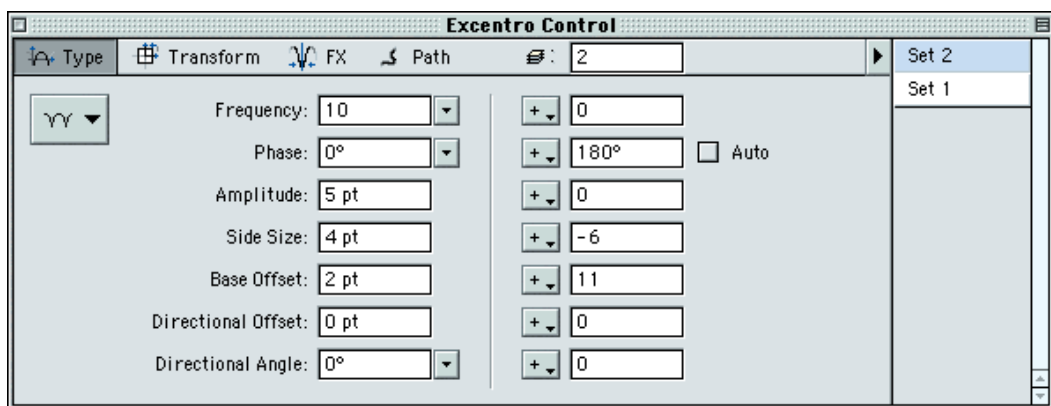 Excentro Control
Type Transform FX Path : 2
Set 2
Set 1
Frequency: 10 + 0
Phase: 0° + 180° Auto
Amplitude: 5 pt + 0
Side Size: 4 pt + -6
Base Offset: 2 pt + 11
Directional Offset: 0 pt + 0
Directional Angle: 0° + 0